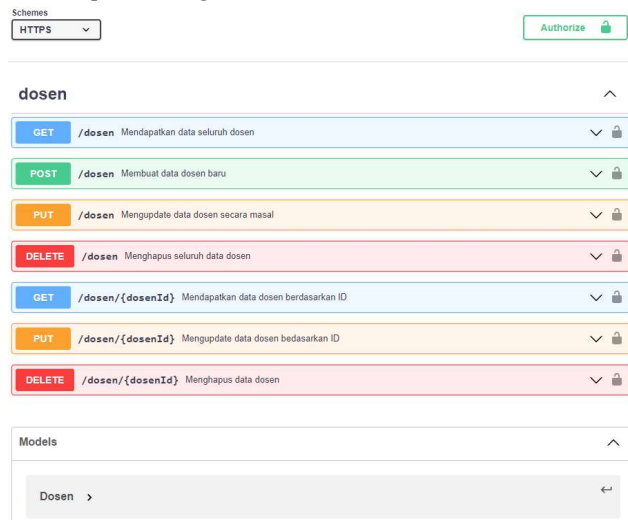 Schemes
HTTPS
Authorize
dosen
GET /dosen Mendapatkan data seluruh dosen
POST /dosen Membuat data dosen baru
PUT /dosen Mengupdate data dosen secara masal
DELETE /dosen Menghapus seluruh data dosen
GET /dosen/{dosenId} Mendapatkan data dosen berdasarkan ID
PUT /dosen/{dosenId} Mengupdate data dosen bedasarkan ID
DELETE /dosen/{dosenId} Menghapus data dosen
Models
Dosen